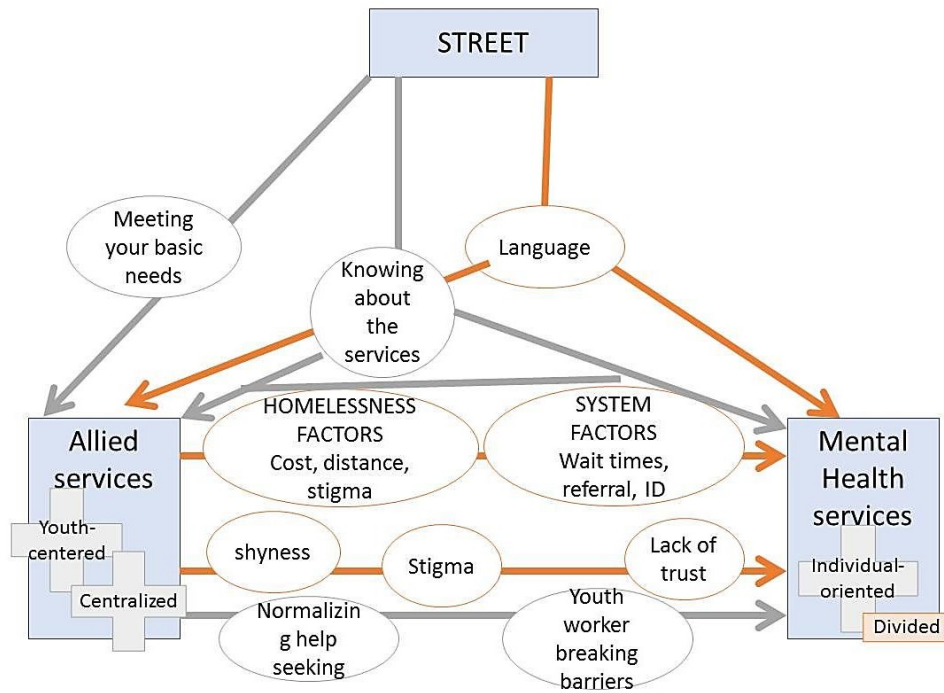 STREET
Meeting
your basic
needs
Language
Knowing
about
the
services
HOMELESSNESS
FACTORS
Cost, distance,
stigma
SYSTEM
FACTORS
Wait times,
referral, ID
Allied
services
Youth-
centered
Centralized
Mental
Health
services
Individual-
oriented
Divided
shyness
Stigma
Lack of
trust
Normalizin
g help
seeking
Youth
worker
breaking
barriers